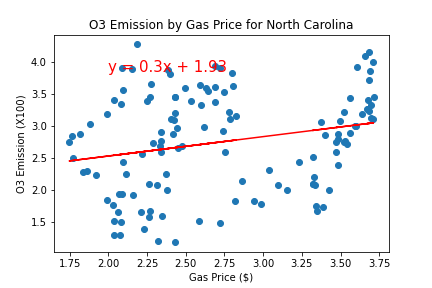 O3 Emission by Gas Price for North Carolina
y = 0.3x + 1.93
O3 Emission (X100)
4.0
3.5
3.0
2.5
2.0
1.5
1.75 2.00 2.25 2.50 2.75 3.00 3.25 3.50 3.75
Gas Price ($)